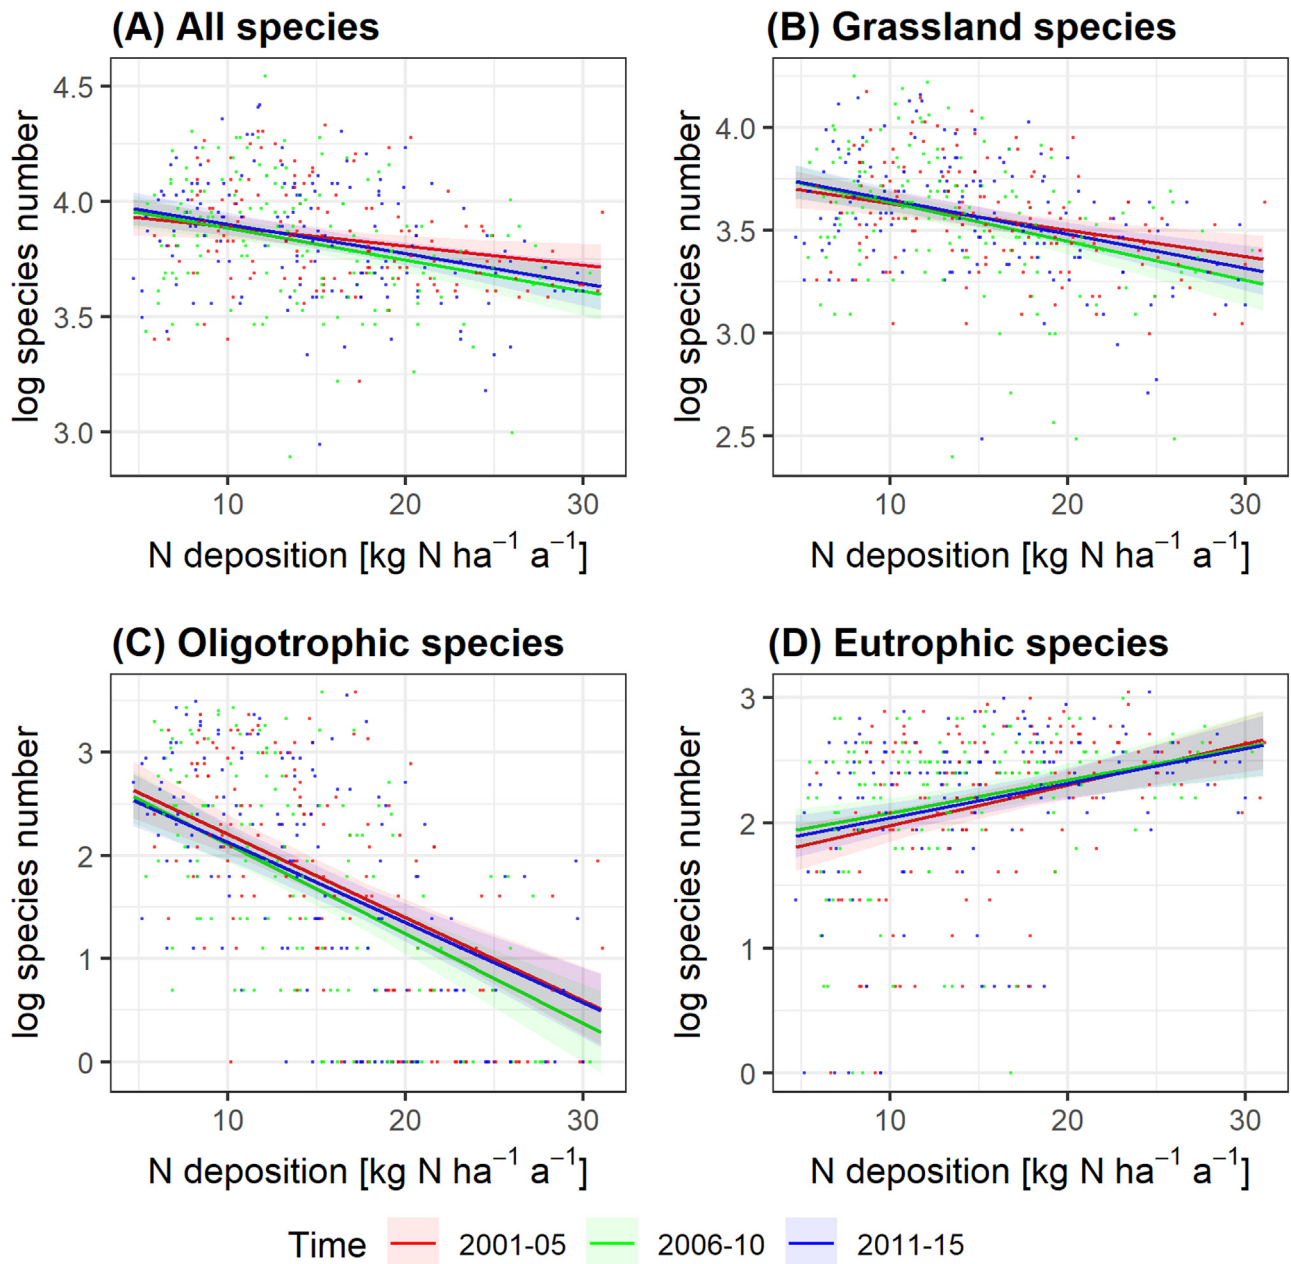 (A) All species
log species number
4.5
4.0
3.5
3.0
10 20 30
N deposition [kg N ha⁻¹ a⁻¹]
(B) Grassland species
log species number
4.0
3.5
3.0
2.5
10 20 30
N deposition [kg N ha⁻¹ a⁻¹]
(C) Oligotrophic species
log species number
3
2
1
0
10 20 30
N deposition [kg N ha⁻¹ a⁻¹]
(D) Eutrophic species
log species number
3
2
1
0
10 20 30
N deposition [kg N ha⁻¹ a⁻¹]
Time 2001-05 2006-10 2011-15